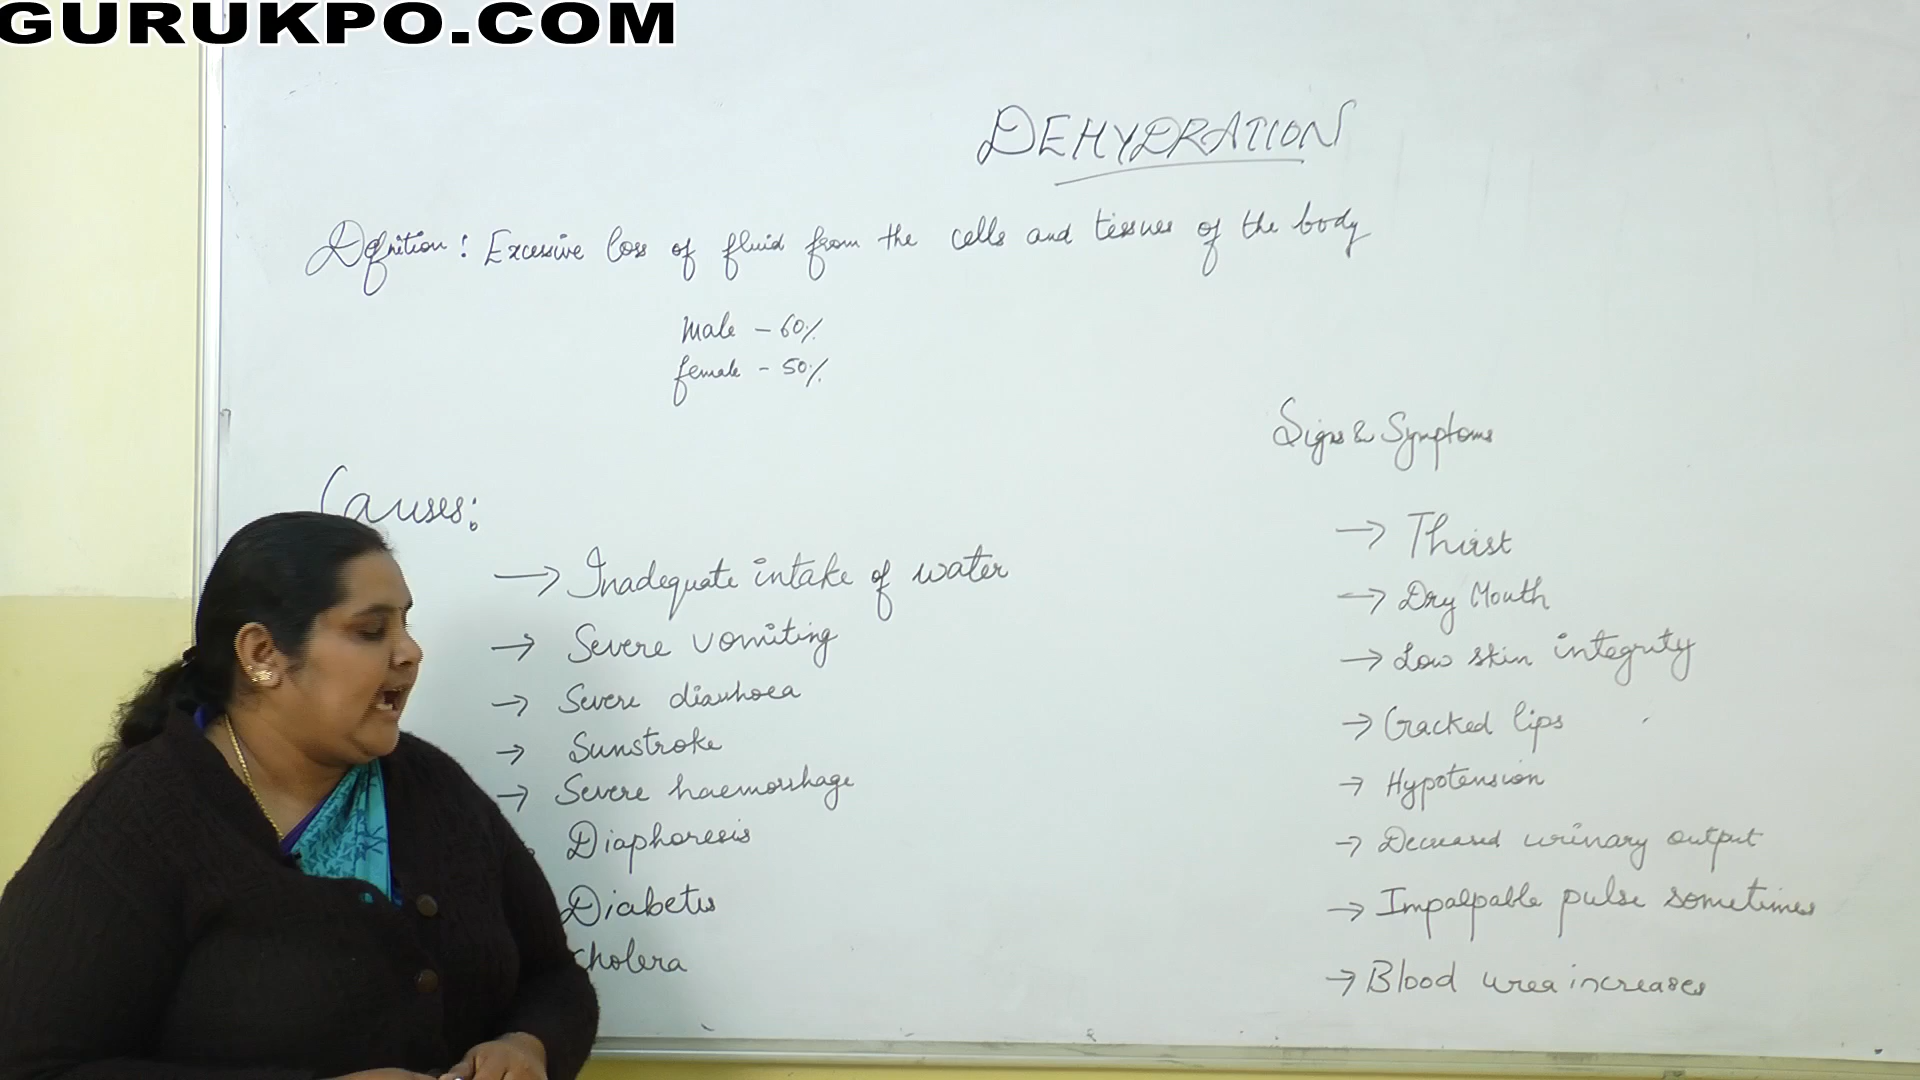 GURUKPO.COM
DEHYDRATION
Defnition: Excessive loss of fluid from the cells and tissues of the body
Male - 60%
female - 50%
Causes:
→ Inadequate intake of water
→ Severe vomiting
→ Severe diarrhoea
→ Sunstroke
→ Severe haemorrhage
Diaphoresis
Diabetes
Cholera
Signs & Symptoms
→ Thirst
→ Dry Mouth
→ Low skin integrity
→ Cracked lips
→ Hypotension
→ Decreased urinary output
→ Impalpable pulse sometimes
→ Blood urea increases